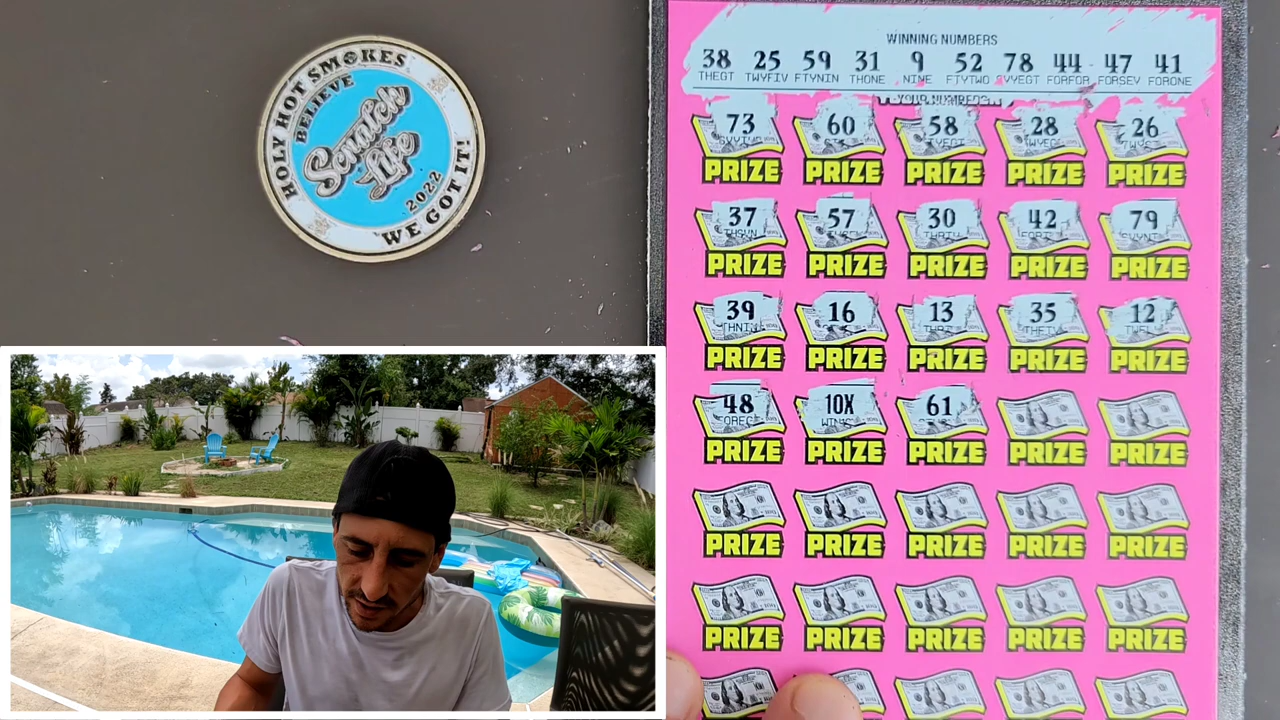 HOLY HOT SMOKES
BELIEVE
Scratch
Life
2022
WE GOT IT!
WINNING NUMBERS
38 25 59 31 9 52 78 44 47 41
THEGT TWYFIV FTYNIN THONE NINE FTYTWO SVYEGT FORFOR FORSEV FORONE
YOUR NUMBERS
73 60 58 28 26
PRIZE PRIZE PRIZE PRIZE PRIZE
37 57 30 42 79
PRIZE PRIZE PRIZE PRIZE PRIZE
39 16 13 35 12
PRIZE PRIZE PRIZE PRIZE PRIZE
48 10X 61
PRIZE PRIZE PRIZE PRIZE PRIZE
PRIZE PRIZE PRIZE PRIZE PRIZE
PRIZE PRIZE PRIZE PRIZE PRIZE